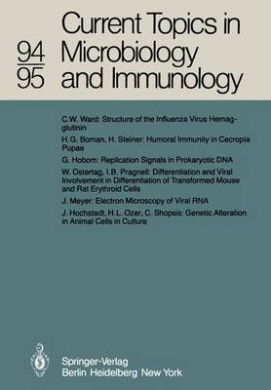 94
95
Current Topics in
Microbiology
and Immunology
C.W. Ward: Structure of the Influenza Virus Hemag-
glutinin
H. G. Boman, H. Steiner: Humoral Immunity in Cecropia
Pupae
G. Hobom: Replication Signals in Prokaryotic DNA
W. Ostertag, I.B. Pragnell: Differentiation and Viral
Involvement in Differentiation of Transformed Mouse
and Rat Erythroid Cells
J. Meyer: Electron Microscopy of Viral RNA
J. Hochstadt, H.L. Ozer, C. Shopsis: Genetic Alteration
in Animal Cells in Culture
Springer-Verlag
Berlin Heidelberg New York